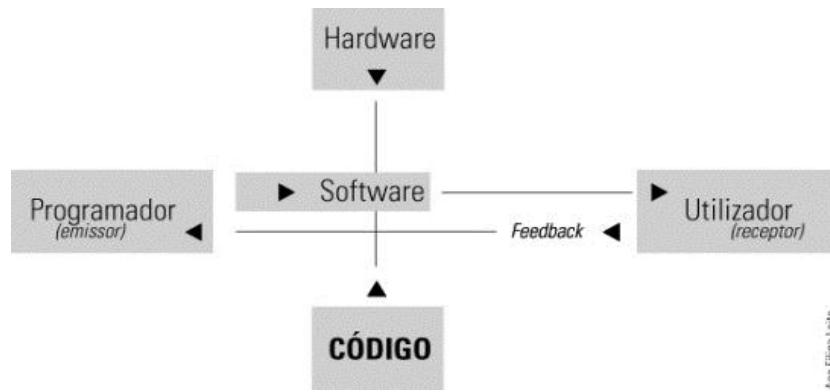 Hardware
Software
Programador
(emissor)
Utilizador
(receptor)
Feedback
CÓDIGO